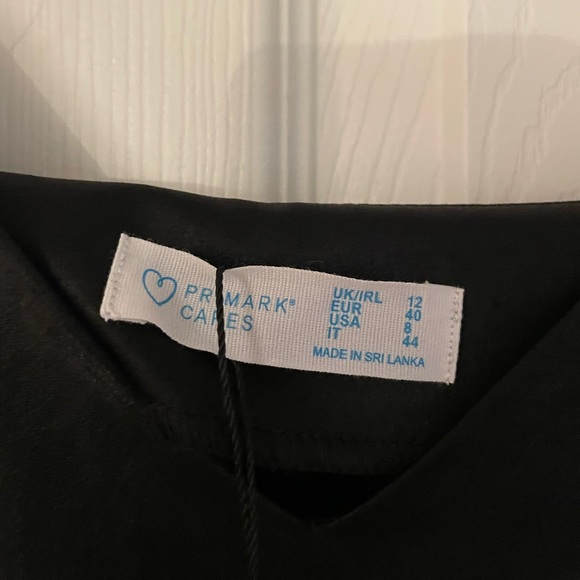 PRIMARK®
CARES
UK/IRL 12
EUR 40
USA 8
IT 44
MADE IN SRI LANKA